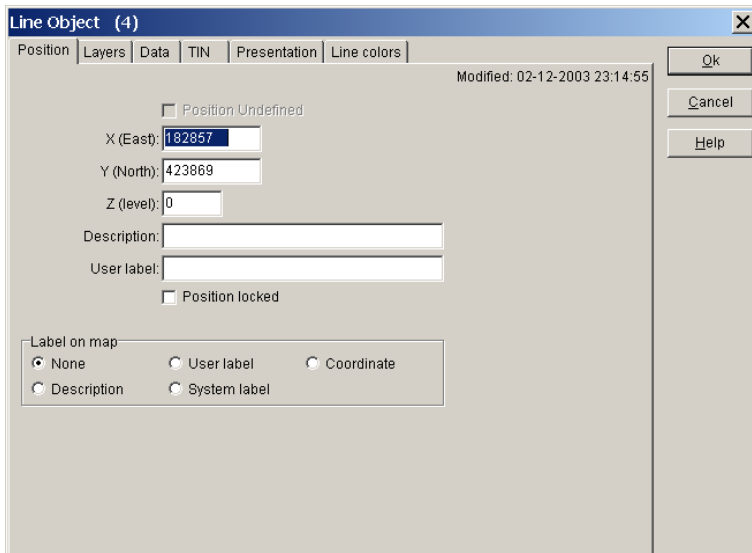 Line Object (4)
Position Layers Data TIN Presentation Line colors
Ok
Modified: 02-12-2003 23:14:55
Cancel
Position Undefined
X (East): 182857
Help
Y (North): 423869
Z (level): 0
Description:
User label:
Position locked
Label on map
None User label Coordinate
Description System label